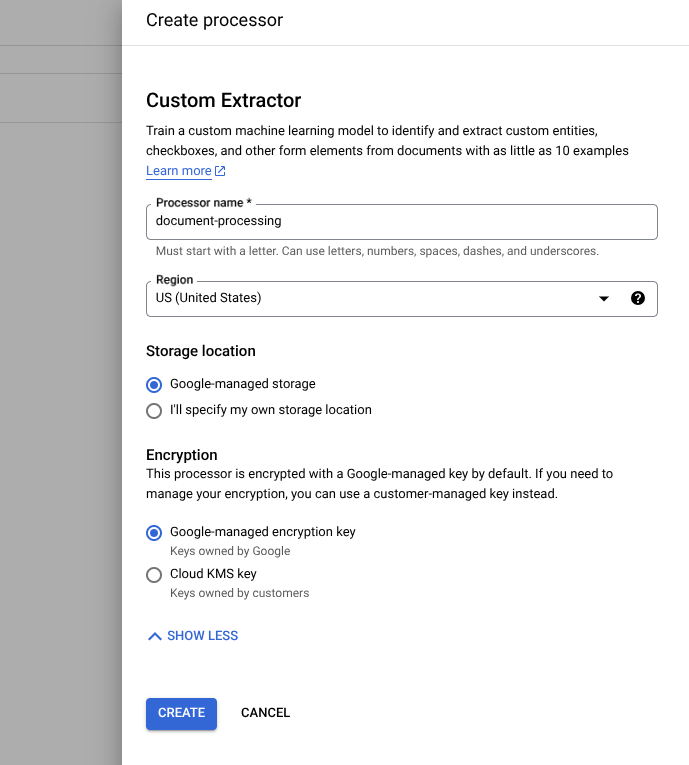 Create processor
Custom Extractor
Train a custom machine learning model to identify and extract custom entities,
checkboxes, and other form elements from documents with as little as 10 examples
Learn more
Processor name *
document-processing
Must start with a letter. Can use letters, numbers, spaces, dashes, and underscores.
Region
US (United States)
Storage location
Google-managed storage
I'll specify my own storage location
Encryption
This processor is encrypted with a Google-managed key by default. If you need to
manage your encryption, you can use a customer-managed key instead.
Google-managed encryption key
Keys owned by Google
Cloud KMS key
Keys owned by customers
SHOW LESS
CREATE CANCEL